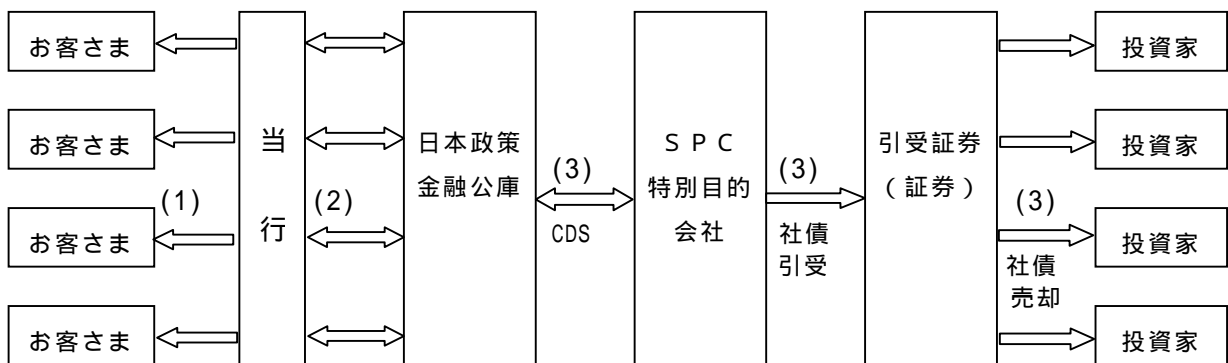 お客さま
お客さま
お客さま
お客さま
(1)
当
行
(2)
日本政策
金融公庫
(3)
CDS
ＳＰＣ
特別目的
会社
(3)
社債
引受
引受証券
（証券）
(3)
社債
売却
投資家
投資家
投資家
投資家